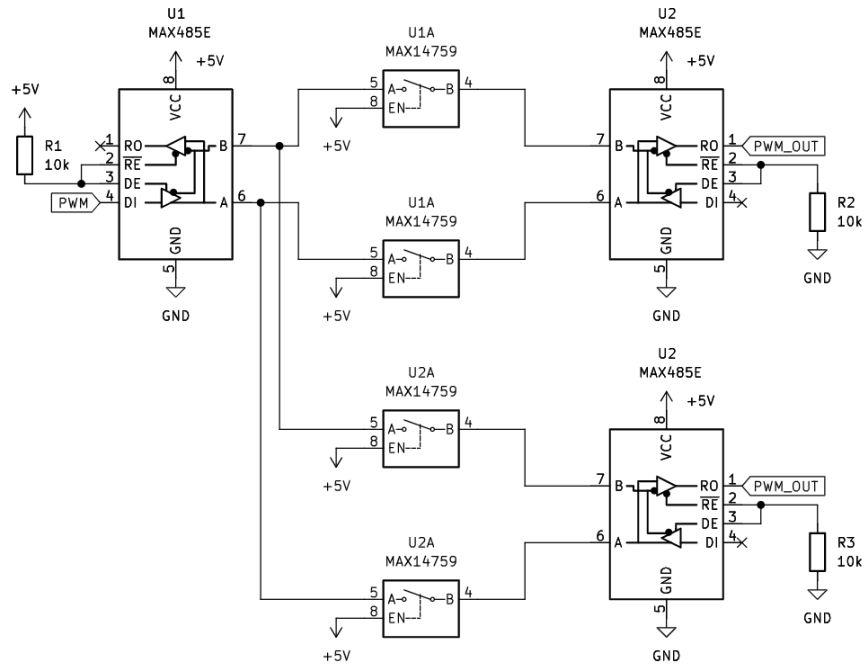 U1
MAX485E
+5V
8
VCC
+5V
R1
10k
1
RO
2
RE
3
DE
PWM
4
DI
B
7
A
6
GND
5
GND
U1A
MAX14759
5
A
B
4
8
EN
+5V
U1A
MAX14759
5
A
B
4
8
EN
+5V
U2
MAX485E
+5V
8
VCC
7
B
6
A
RO
1
PWM_OUT
RE
2
DE
3
DI
4
R2
10k
GND
GND
5
GND
U2A
MAX14759
5
A
B
4
8
EN
+5V
U2A
MAX14759
5
A
B
4
8
EN
+5V
U2
MAX485E
+5V
8
VCC
7
B
6
A
RO
1
PWM_OUT
RE
2
DE
3
DI
4
R3
10k
GND
GND
5
GND